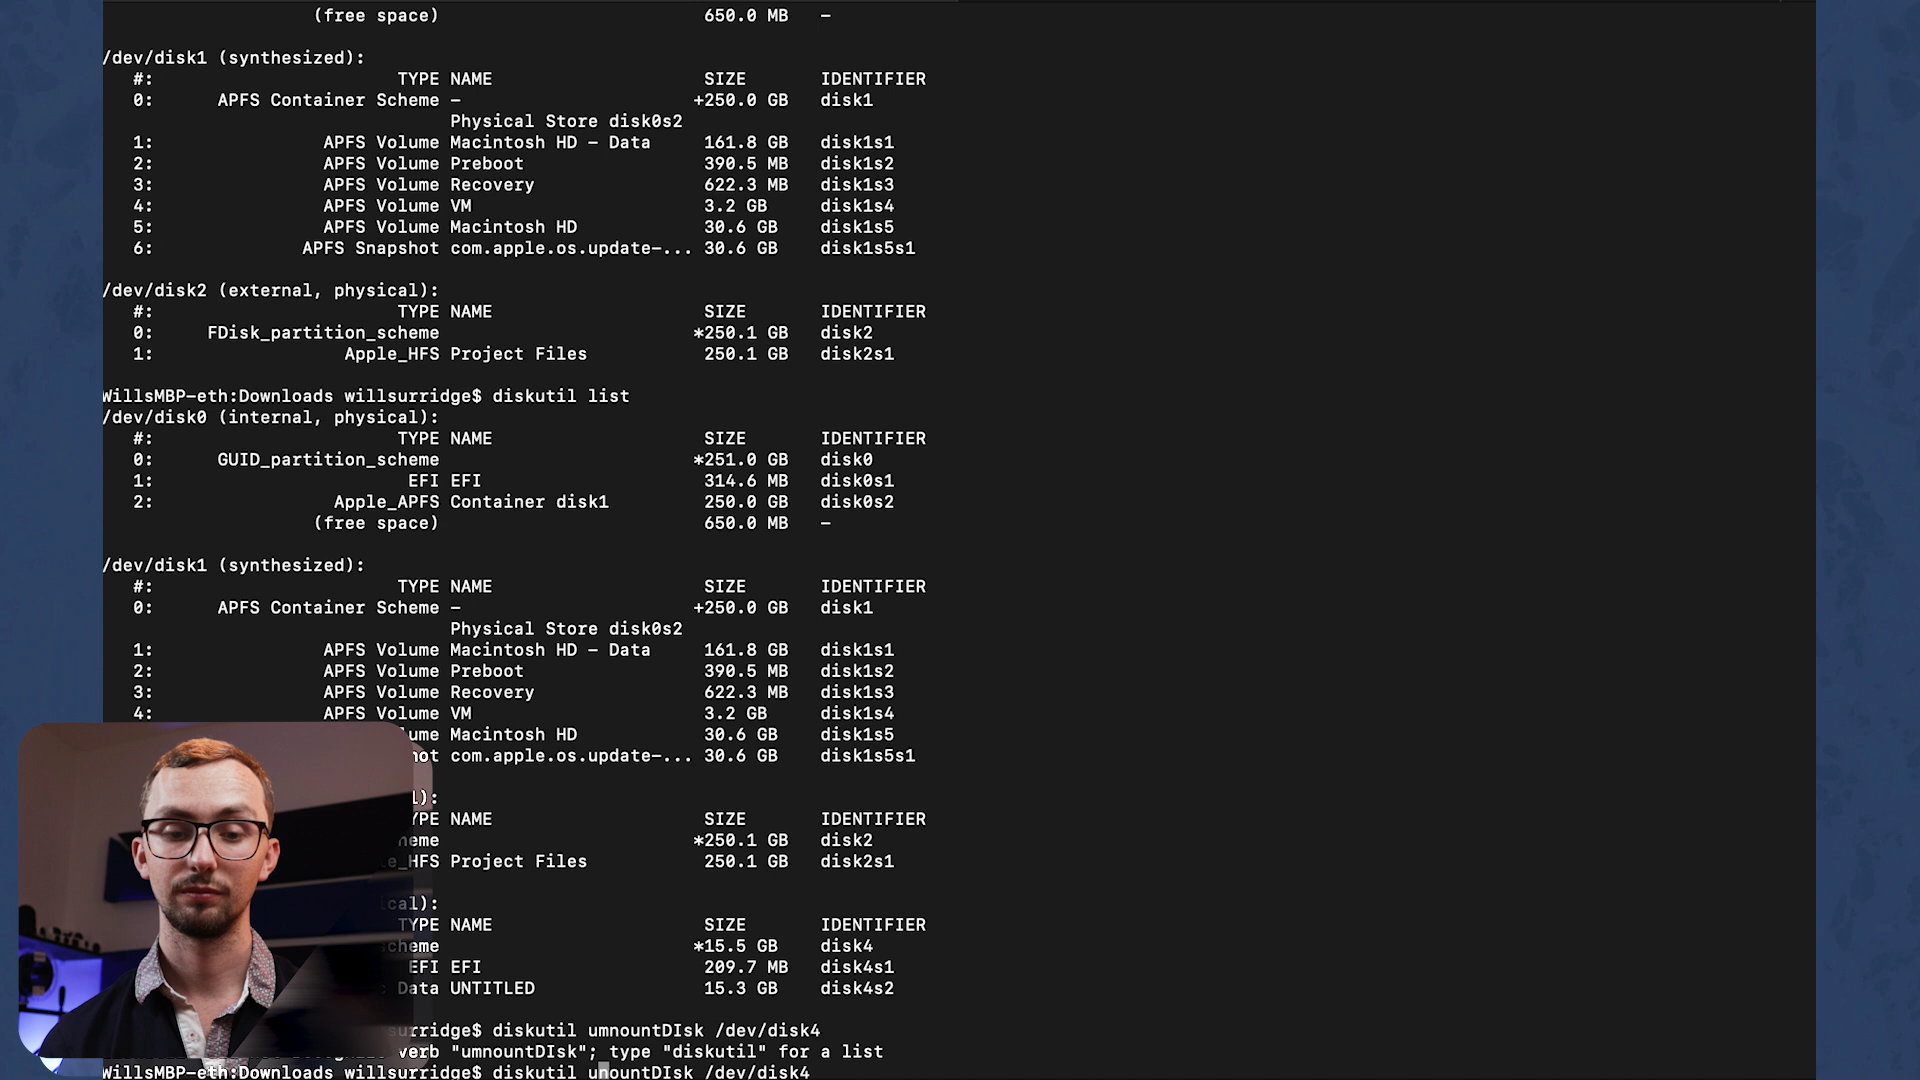 (free space) 650.0 MB –
/dev/disk1 (synthesized):
#: TYPE NAME SIZE IDENTIFIER
0: APFS Container Scheme – +250.0 GB disk1
Physical Store disk0s2
1: APFS Volume Macintosh HD – Data 161.8 GB disk1s1
2: APFS Volume Preboot 390.5 MB disk1s2
3: APFS Volume Recovery 622.3 MB disk1s3
4: APFS Volume VM 3.2 GB disk1s4
5: APFS Volume Macintosh HD 30.6 GB disk1s5
6: APFS Snapshot com.apple.os.update-... 30.6 GB disk1s5s1
/dev/disk2 (external, physical):
#: TYPE NAME SIZE IDENTIFIER
0: FDisk_partition_scheme *250.1 GB disk2
1: Apple_HFS Project Files 250.1 GB disk2s1
WillsMBP-eth:Downloads willsurridge$ diskutil list
/dev/disk0 (internal, physical):
#: TYPE NAME SIZE IDENTIFIER
0: GUID_partition_scheme *251.0 GB disk0
1: EFI EFI 314.6 MB disk0s1
2: Apple_APFS Container disk1 250.0 GB disk0s2
(free space) 650.0 MB –
/dev/disk1 (synthesized):
#: TYPE NAME SIZE IDENTIFIER
0: APFS Container Scheme – +250.0 GB disk1
Physical Store disk0s2
1: APFS Volume Macintosh HD – Data 161.8 GB disk1s1
2: APFS Volume Preboot 390.5 MB disk1s2
3: APFS Volume Recovery 622.3 MB disk1s3
4: APFS Volume VM 3.2 GB disk1s4
lume Macintosh HD 30.6 GB disk1s5
hot com.apple.os.update-... 30.6 GB disk1s5s1
l):
YPE NAME SIZE IDENTIFIER
heme *250.1 GB disk2
e_HFS Project Files 250.1 GB disk2s1
cal):
TYPE NAME SIZE IDENTIFIER
scheme *15.5 GB disk4
EFI EFI 209.7 MB disk4s1
Data UNTITLED 15.3 GB disk4s2
surridge$ diskutil umnountDIsk /dev/disk4
verb "umnountDIsk"; type "diskutil" for a list
WillsMBP-eth:Downloads willsurridge$ diskutil unountDIsk /dev/disk4